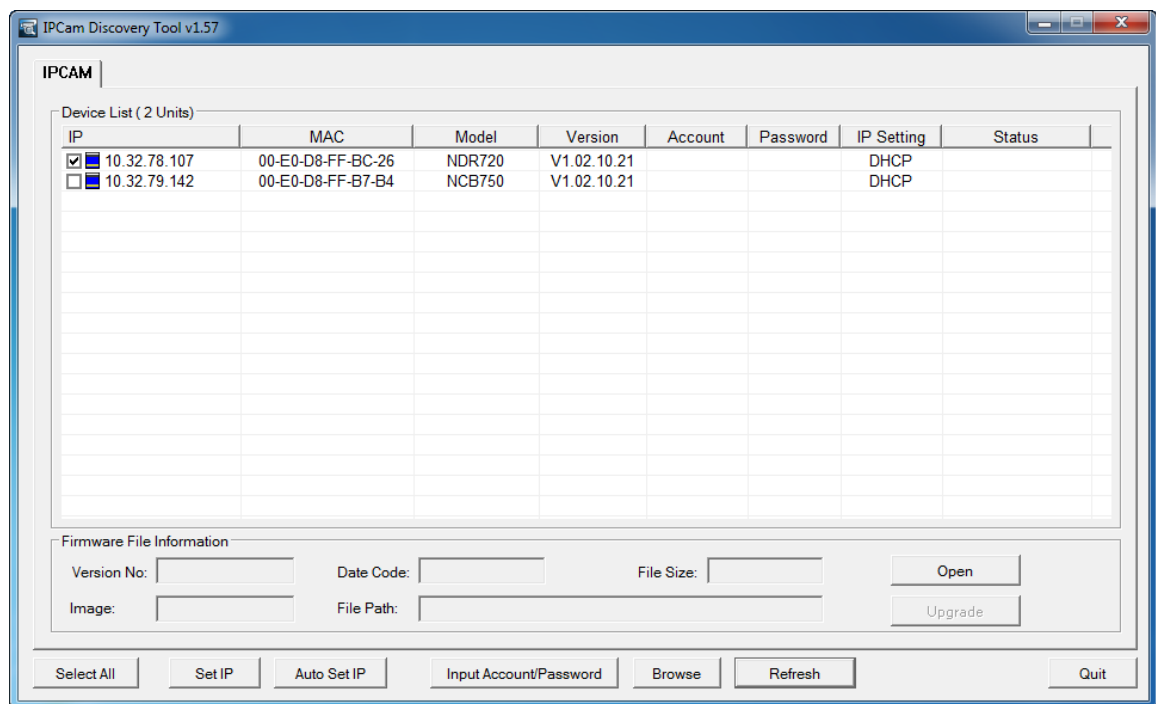 IPCam Discovery Tool v1.57
IPCAM
Device List ( 2 Units)
IP MAC Model Version Account Password IP Setting Status
10.32.78.107 00-E0-D8-FF-BC-26 NDR720 V1.02.10.21 DHCP
10.32.79.142 00-E0-D8-FF-B7-B4 NCB750 V1.02.10.21 DHCP
Firmware File Information
Version No: Date Code: File Size: Open
Image: File Path: Upgrade
Select All Set IP Auto Set IP Input Account/Password Browse Refresh Quit